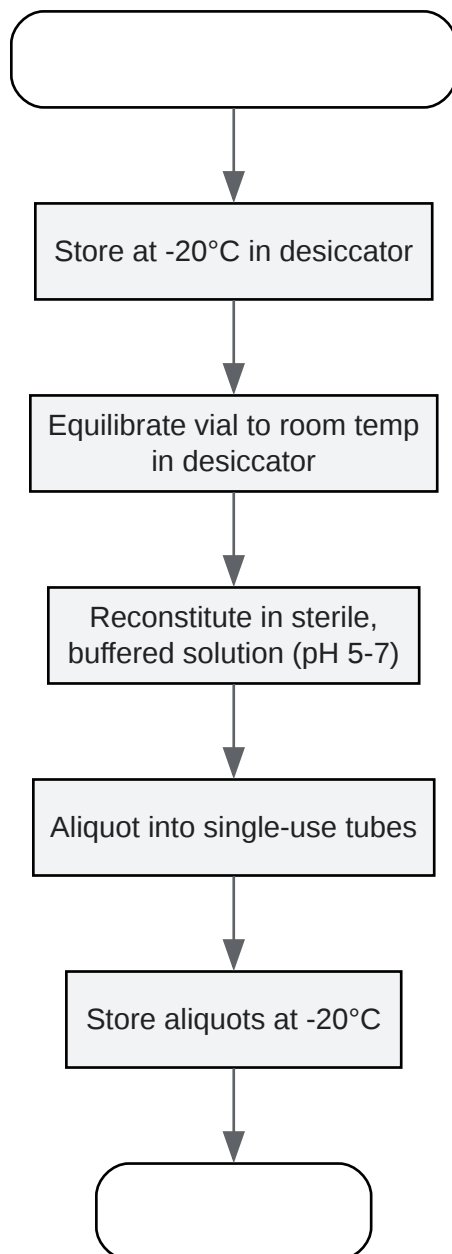 Store at -20°C in desiccator
Equilibrate vial to room temp
in desiccator
Reconstitute in sterile,
buffered solution (pH 5-7)
Aliquot into single-use tubes
Store aliquots at -20°C